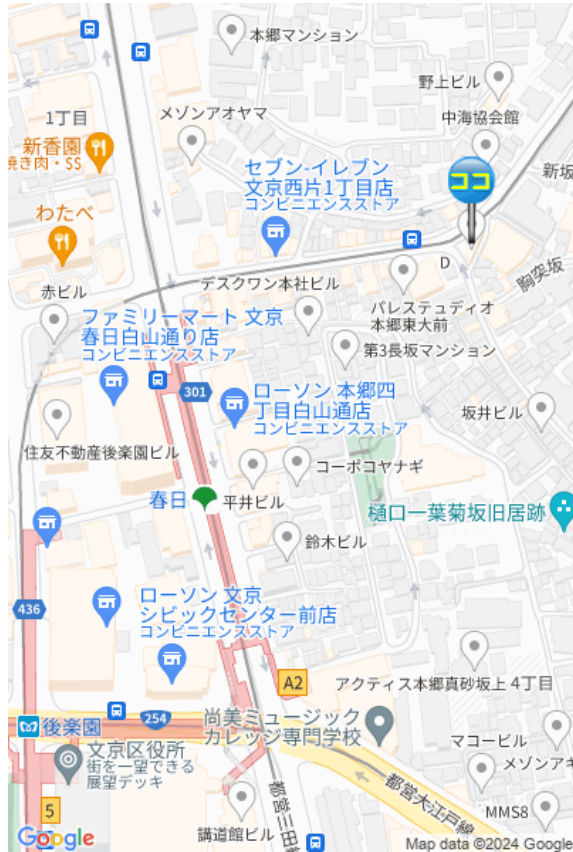 本郷マンション
野上ビル
1丁目
メゾンアオヤマ
中海協会館
新香園
焼き肉・SS
セブン-イレブン
文京西片1丁目店
コンビニエンスストア
ココ
新坂
わたべ
D
デスクワン本社ビル
胸突坂
赤ビル
パレステュディオ
本郷東大前
ファミリーマート 文京
春日白山通り店
コンビニエンスストア
第3長坂マンション
301
ローソン 本郷四
丁目白山通店
コンビニエンスストア
坂井ビル
住友不動産後楽園ビル
コーポコヤナギ
春日
平井ビル
樋口一葉菊坂旧居跡
鈴木ビル
436
ローソン 文京
シビックセンター前店
コンビニエンスストア
A2
アクティス本郷真砂坂上 4丁目
254
後楽園
尚美ミュージック
カレッジ専門学校
文京区役所
街を一望できる
展望デッキ
マコービル
メゾンアキ
5
都営三田線
都営大江戸線
MMS8
講道館ビル
Google
Map data ©2024 Google